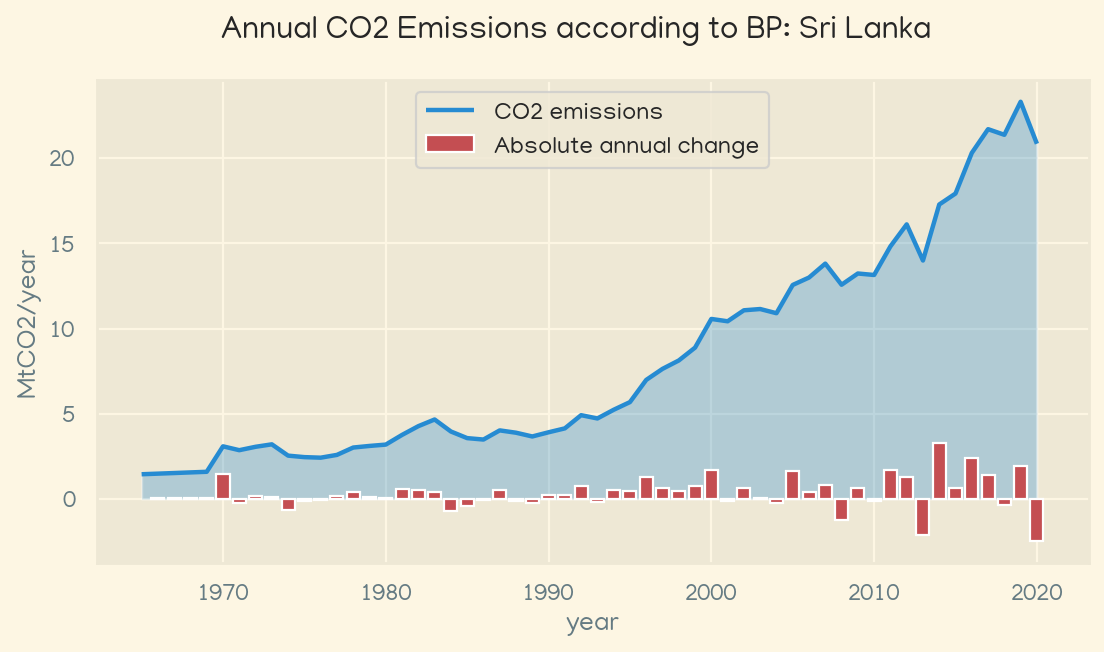 Annual CO2 Emissions according to BP: Sri Lanka
CO2 emissions
Absolute annual change
MtCO2/year
20
15
10
5
0
1970 1980 1990 2000 2010 2020
year